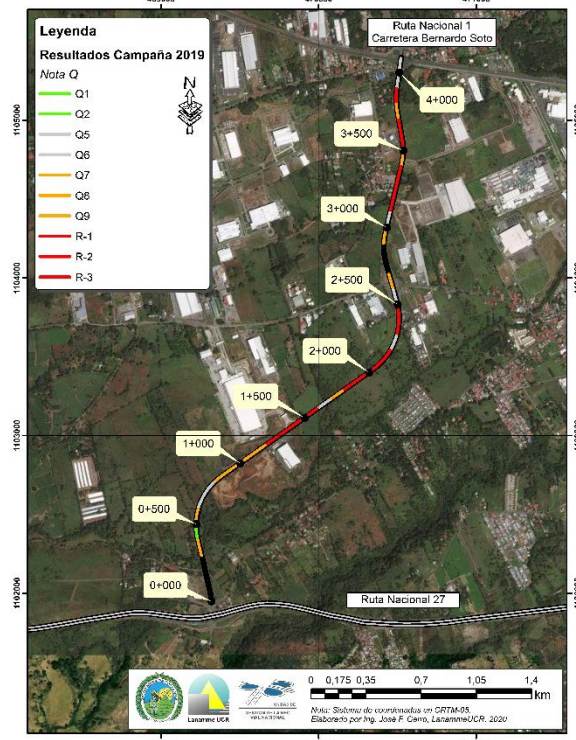 Leyenda
Resultados Campaña 2019
Nota Q
Q1
Q2
Q5
Q6
Q7
Q8
Q9
R-1
R-2
R-3
N
Ruta Nacional 1
Carretera Bernardo Soto
4+000
3+500
3+000
2+500
2+000
1+500
1+000
0+500
0+000
Ruta Nacional 27
1105000
1104000
1103000
1102000
Lanamme UCR
0 0,175 0,35 0,7 1,05 1,4
km
Nota: Sistema de coordenadas en CRTM-05.
Elaborado por Ing. José F. Garro, LanammeUCR. 2020